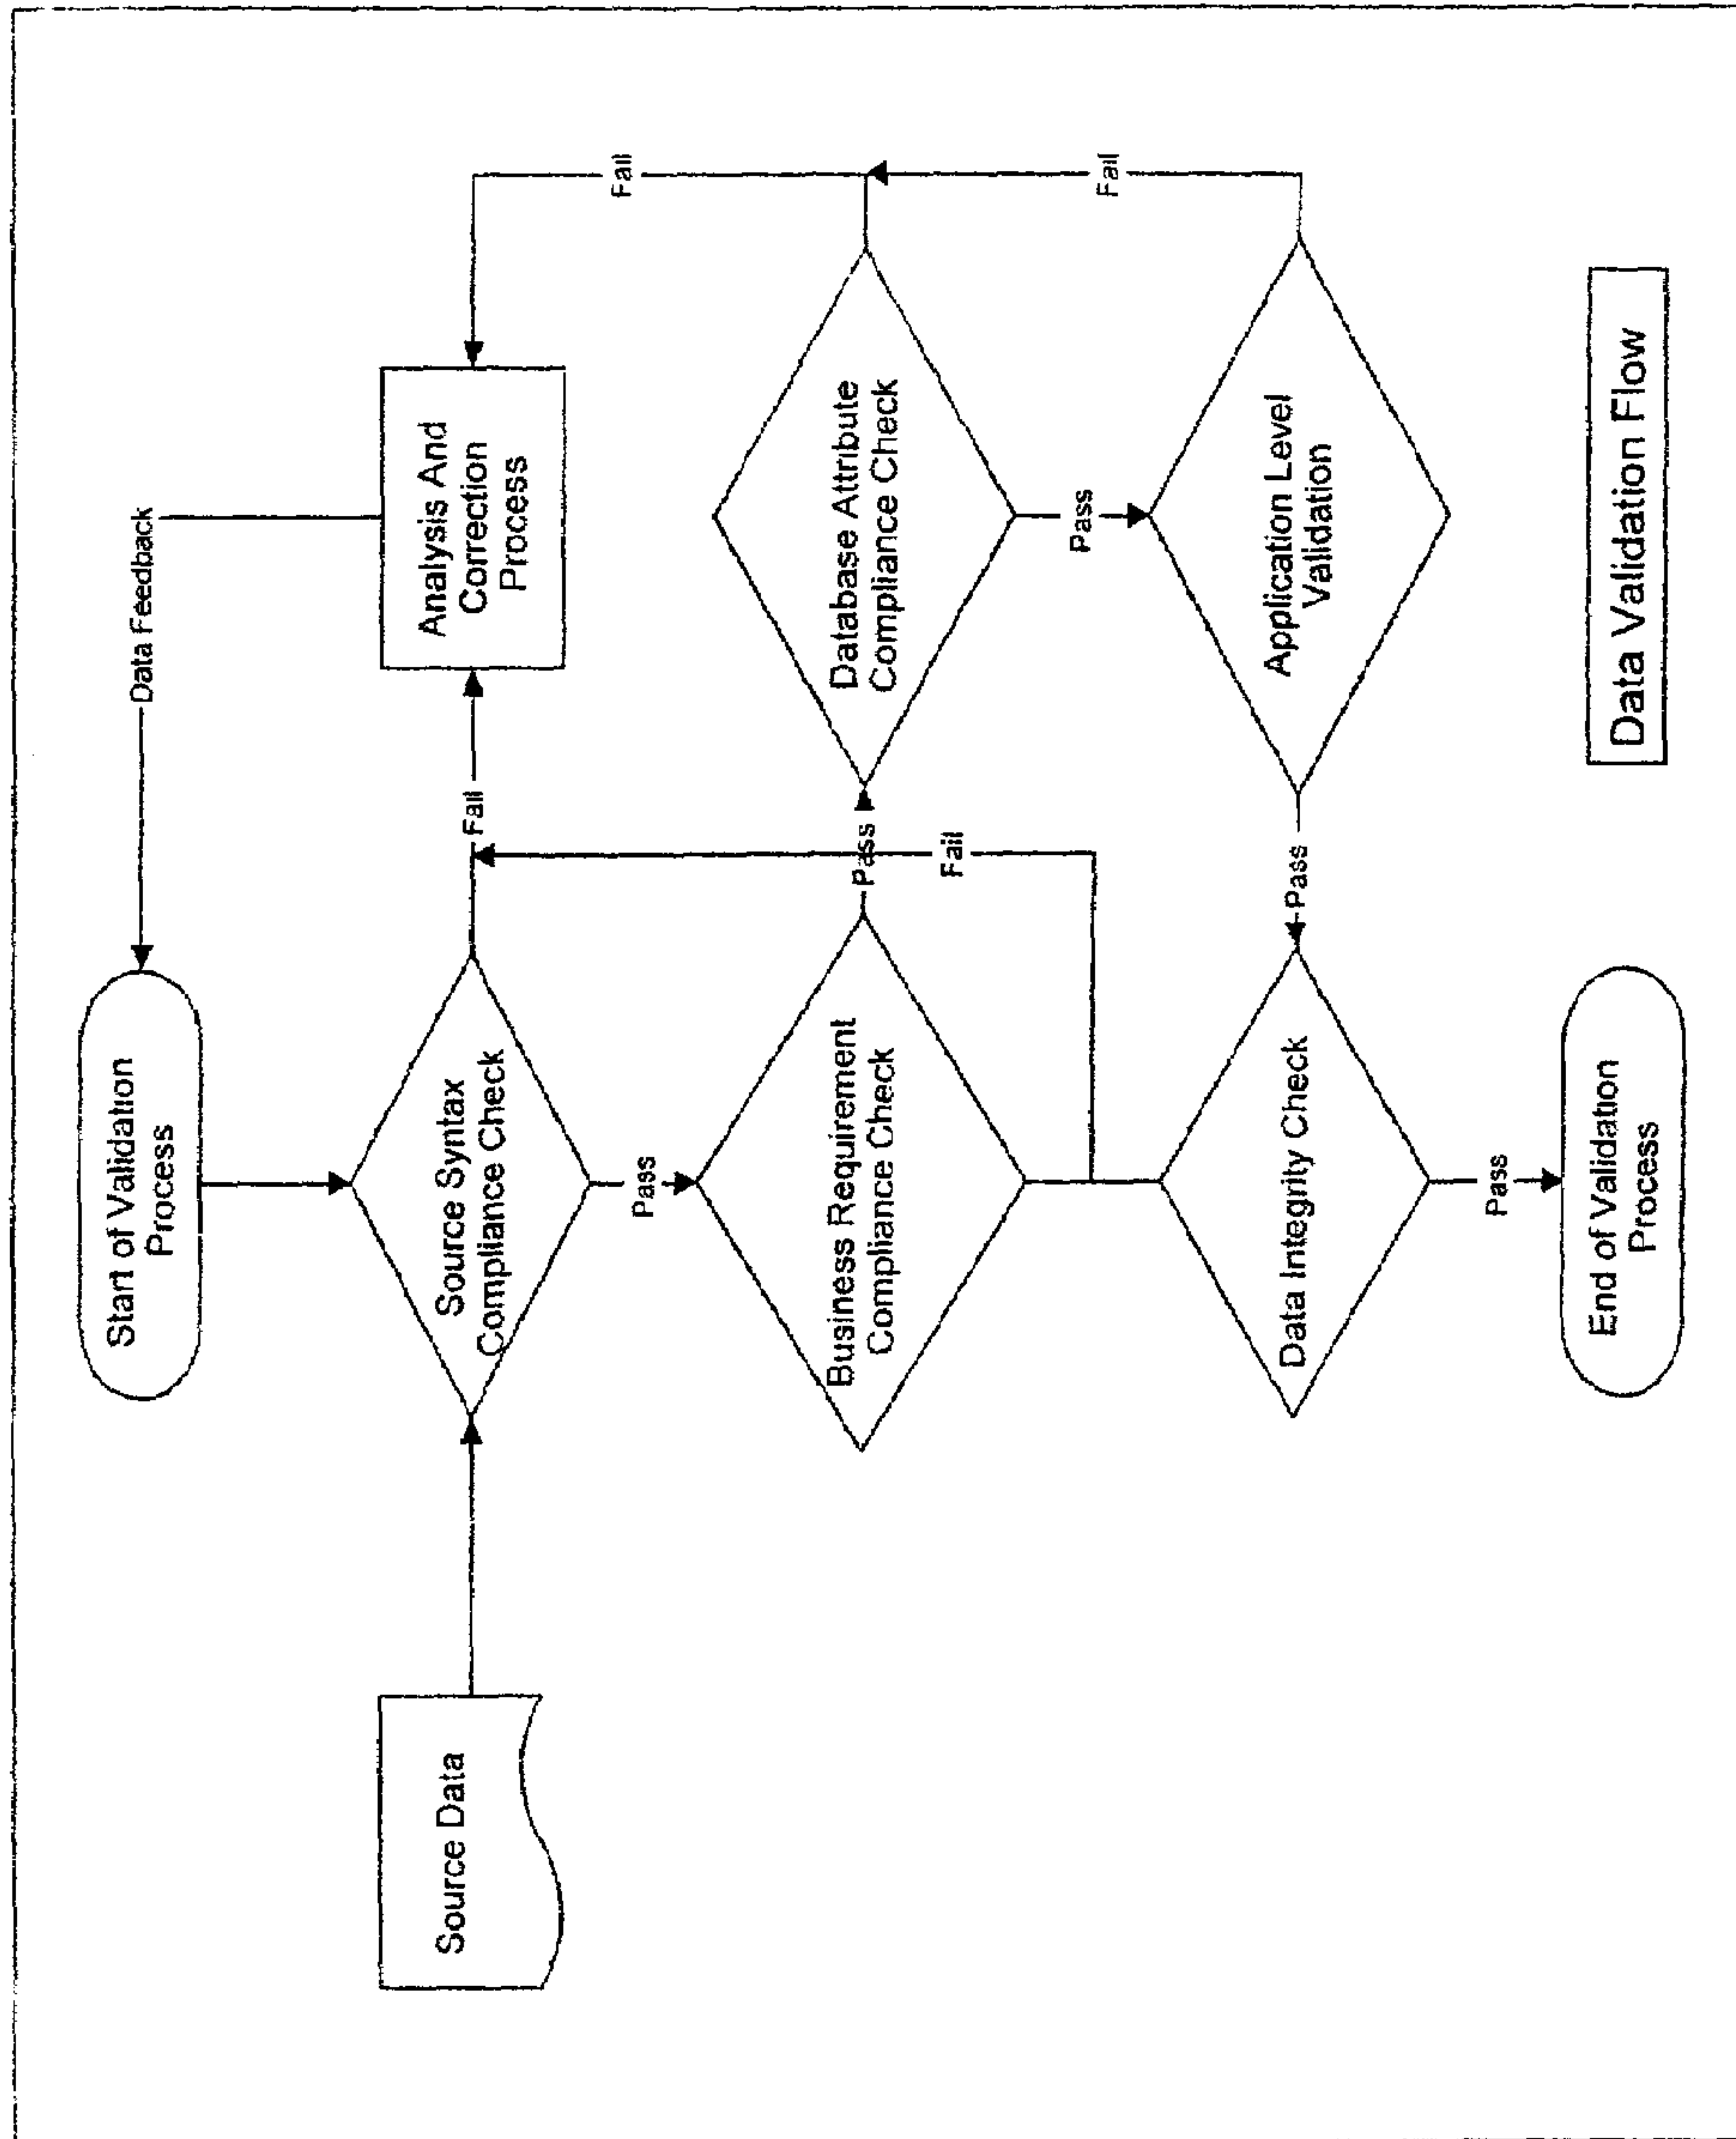 Start of Validation
Process
Data Feedback
Source Data
Source Syntax
Compliance Check
Fail
Analysis And
Correction
Process
Pass
Fail
Business Requirement
Compliance Check
Pass
Database Attribute
Compliance Check
Fail
Pass
Fail
Data Integrity Check
Pass
Application Level
Validation
Pass
End of Validation
Process
Data Validation Flow